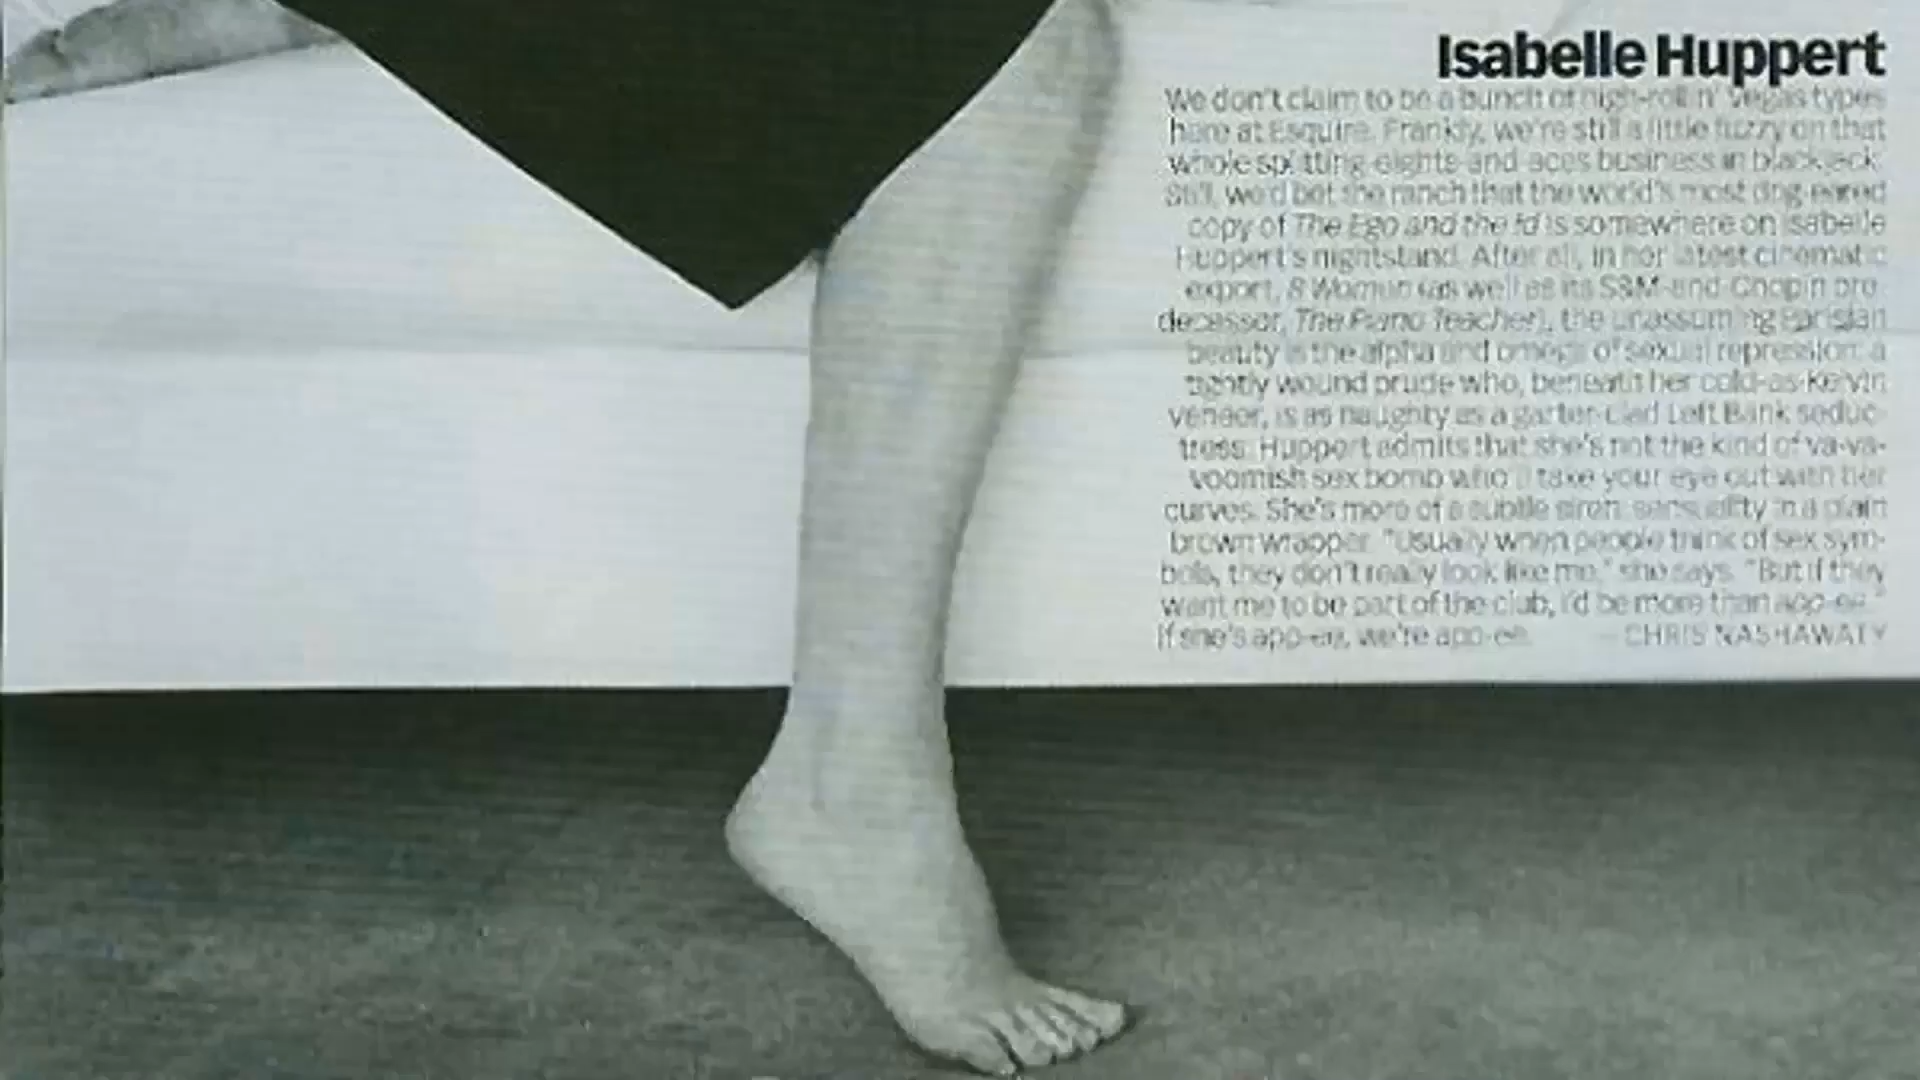 Isabelle Huppert
We don't claim to be a bunch of high-roll n' Vegas types
here at Esquire. Frankly, we're still a little fuzzy on that
whole splitting-eights-and-aces business in blackjack.
Still, we'd bet the ranch that the world's most dog-eared
copy of The Ego and the Id is somewhere on Isabelle
Huppert's nightstand. After all, in her latest cinematic
export, 8 Women (as well as its S&M-and-Chopin pre-
decessor, The Piano Teacher), the unassuming Parisian
beauty is the alpha and omega of sexual repression: a
tightly wound prude who, beneath her cold-as-Kelvin
veneer, is as naughty as a garter-clad Left Bank seduc-
tress. Huppert admits that she's not the kind of va-va-
voomish sex bomb who'll take your eye out with her
curves. She's more of a subtle siren: sensuality in a plain
brown wrapper. "Usually when people think of sex sym-
bols, they don't really look like me," she says. "But if they
want me to be part of the club, I'd be more than app-ee."
If she's app-ee, we're app-ee. — CHRIS NASHAWATY